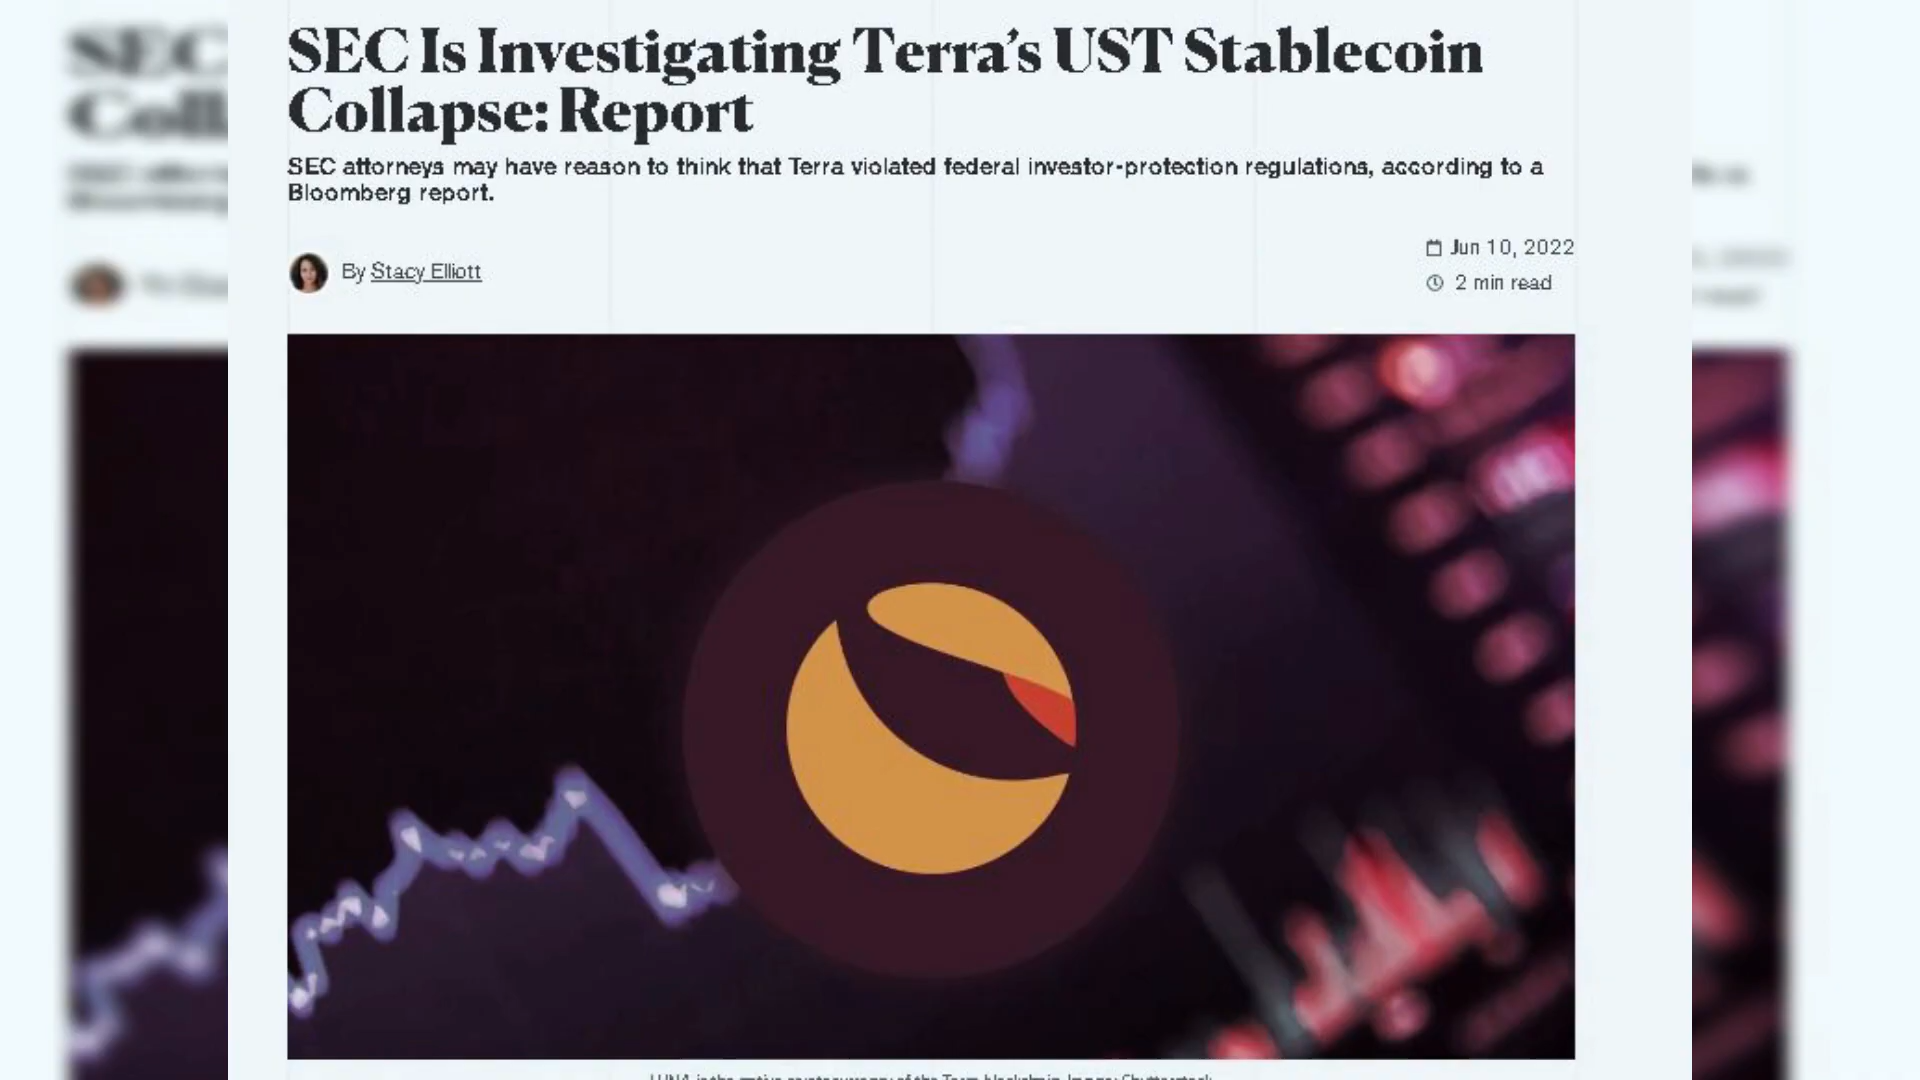 SEC Is Investigating Terra's UST Stablecoin
Collapse: Report
SEC attorneys may have reason to think that Terra violated federal investor-protection regulations, according to a
Bloomberg report.
By Stacy Elliott
Jun 10, 2022
2 min read